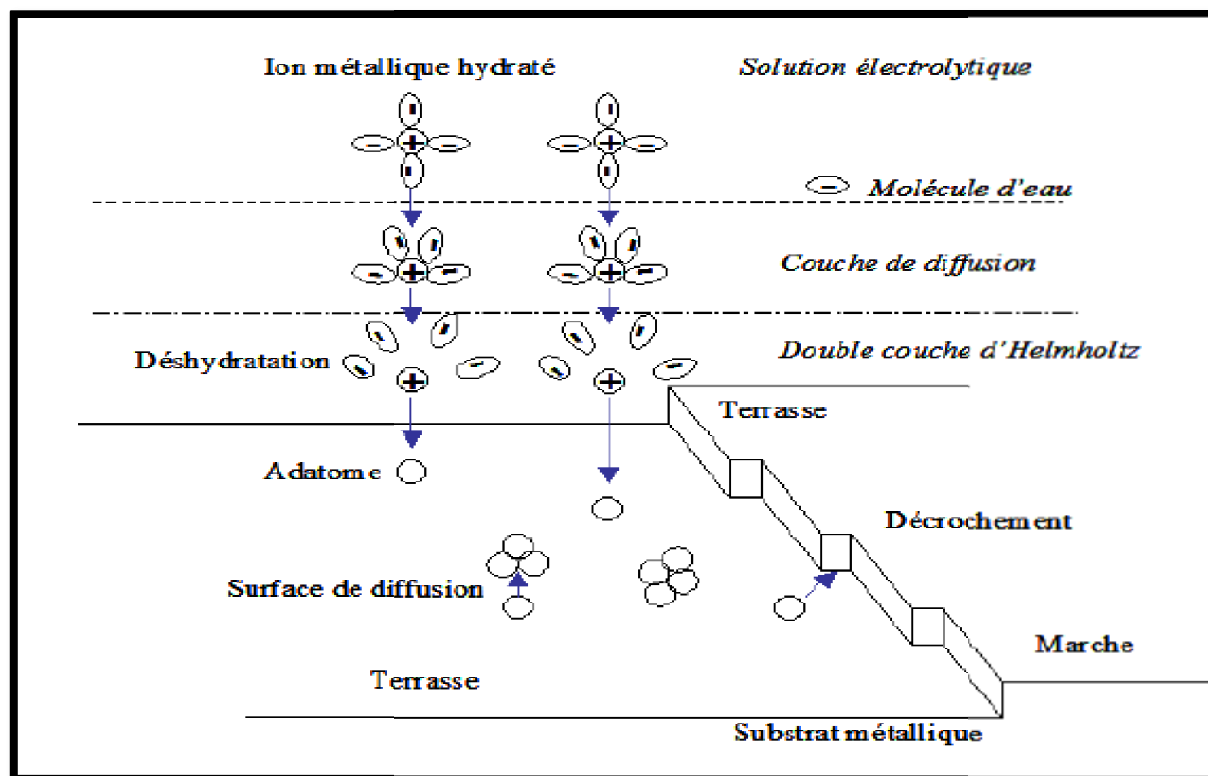 Ion métallique hydraté
Solution électrolytique
Molécule d'eau
Couche de diffusion
Déshydratation
Double couche d'Helmholtz
Terrasse
Adatome
Décrochement
Surface de diffusion
Marche
Terrasse
Substrat métallique